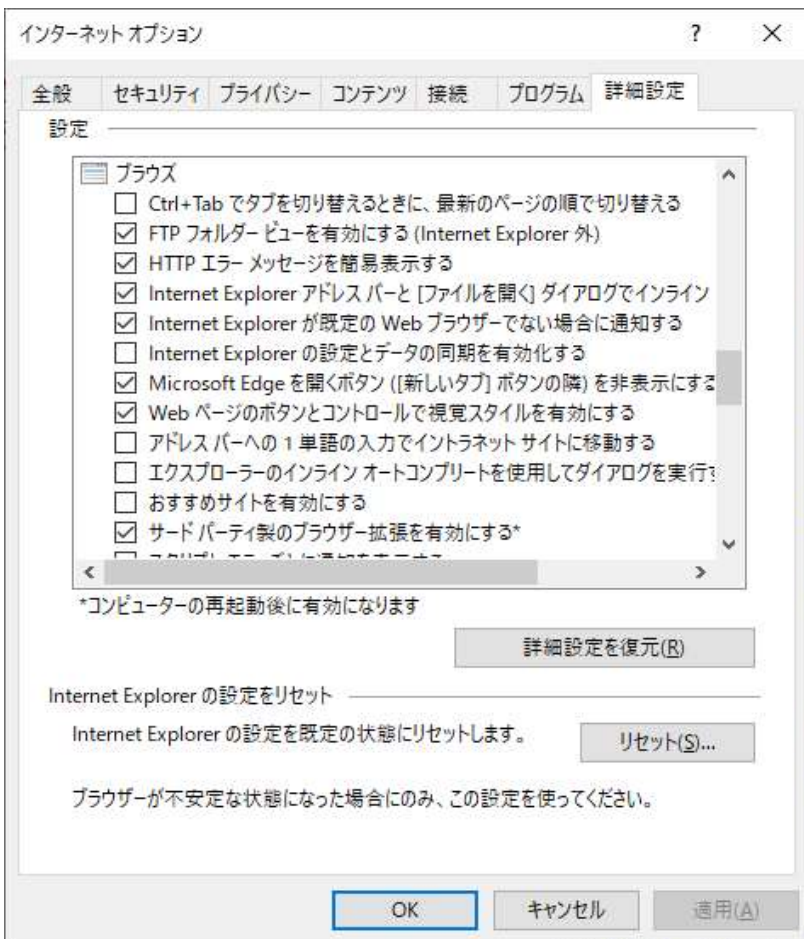 インターネット オプション ? ×
全般 セキュリティ プライバシー コンテンツ 接続 プログラム 詳細設定
設定
ブラウズ
Ctrl+Tab でタブを切り替えるときに、最新のページの順で切り替える
FTP フォルダー ビューを有効にする (Internet Explorer 外)
HTTP エラー メッセージを簡易表示する
Internet Explorer アドレス バーと [ファイルを開く] ダイアログでインライン
Internet Explorer が既定の Web ブラウザーでない場合に通知する
Internet Explorer の設定とデータの同期を有効化する
Microsoft Edge を開くボタン ([新しいタブ] ボタンの隣) を非表示にする
Web ページのボタンとコントロールで視覚スタイルを有効にする
アドレス バーへの 1 単語の入力でイントラネット サイトに移動する
エクスプローラーのインライン オートコンプリートを使用してダイアログを実行す
おすすめサイトを有効にする
サード パーティ製のブラウザー拡張を有効にする*
*コンピューターの再起動後に有効になります
詳細設定を復元(R)
Internet Explorer の設定をリセット
Internet Explorer の設定を既定の状態にリセットします。
リセット(S)...
ブラウザーが不安定な状態になった場合にのみ、この設定を使ってください。
OK キャンセル 適用(A)